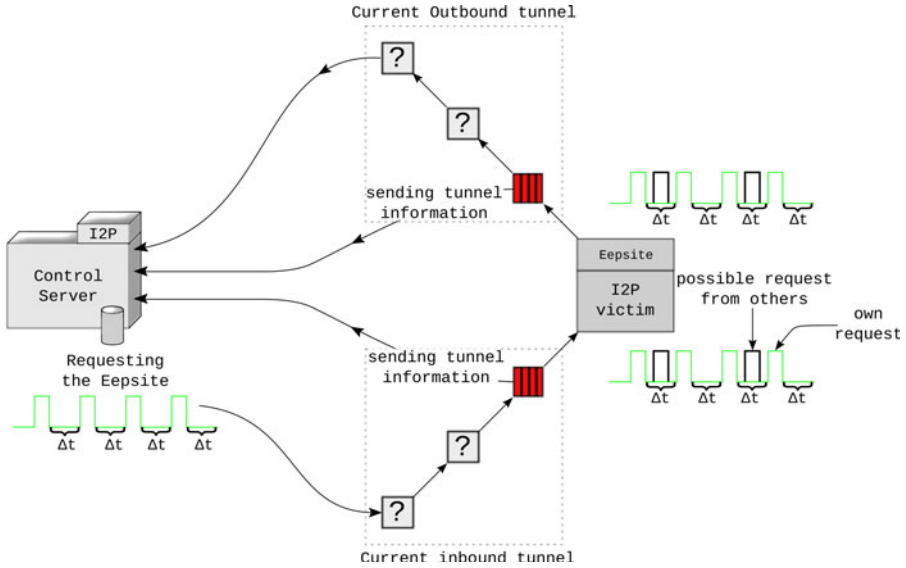 Current Outbound tunnel
?
?
sending tunnel
information
Δt Δt Δt Δt
I2P
Control
Server
Eepsite
I2P
victim
possible request
from others
own
request
Requesting
the Eepsite
Δt Δt Δt Δt
sending tunnel
information
Δt Δt Δt Δt
?
?
Current inbound tunnel